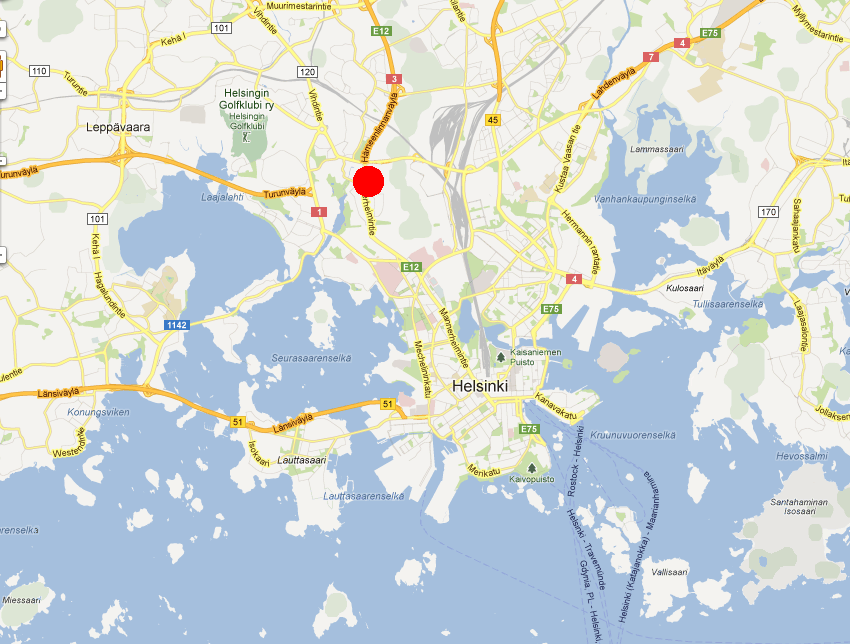 Muurimestarintie
Vihdintie
101
E12
Kehä I
E75
4
7
Myllymestarintie
110
Turuntie
120
3
Lahdenväylä
Helsingin
Golfklubi ry
Helsingin
Golfklubi
Vihdintie
Hämeenlinnanväylä
45
Leppävaara
Kustaa Vaasan tie
Lammassaari
Turunväylä
Turunväylä
Laajalahti
1
Vanhankaupunginselkä
170
Sahaajankatu
101
Kehä I
Hermannin rantatie
Itäväylä
E12
4
Kulosaari
Hagalundintie
Tullisaarenselkä
E75
1142
Mannerheimintie
Laajasalontie
Seurasaarenselkä
Mechelininkatu
Kaisaniemen
Puisto
Helsinki
Länsiväylä
51
Kanavakatu
Konungsviken
51
Länsiväylä
E75
Kruunuvuorenselkä
Isokaari
Lauttasaari
Merikatu
Kaivopuisto
Hevossalmi
Lauttasaarenselkä
Rostock - Helsinki
Helsinki (Katajanokka) - Maarianhamina
Santahaminan
Isosaari
Helsinki - Travemünde
Gdynia, PL - Helsinki,
Vallisaari
Miessaari